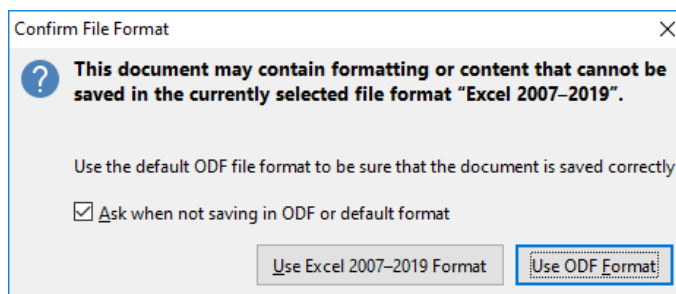 Confirm File Format
This document may contain formatting or content that cannot be
saved in the currently selected file format “Excel 2007–2019”.
Use the default ODF file format to be sure that the document is saved correctly
Ask when not saving in ODF or default format
Use Excel 2007–2019 Format
Use ODF Format